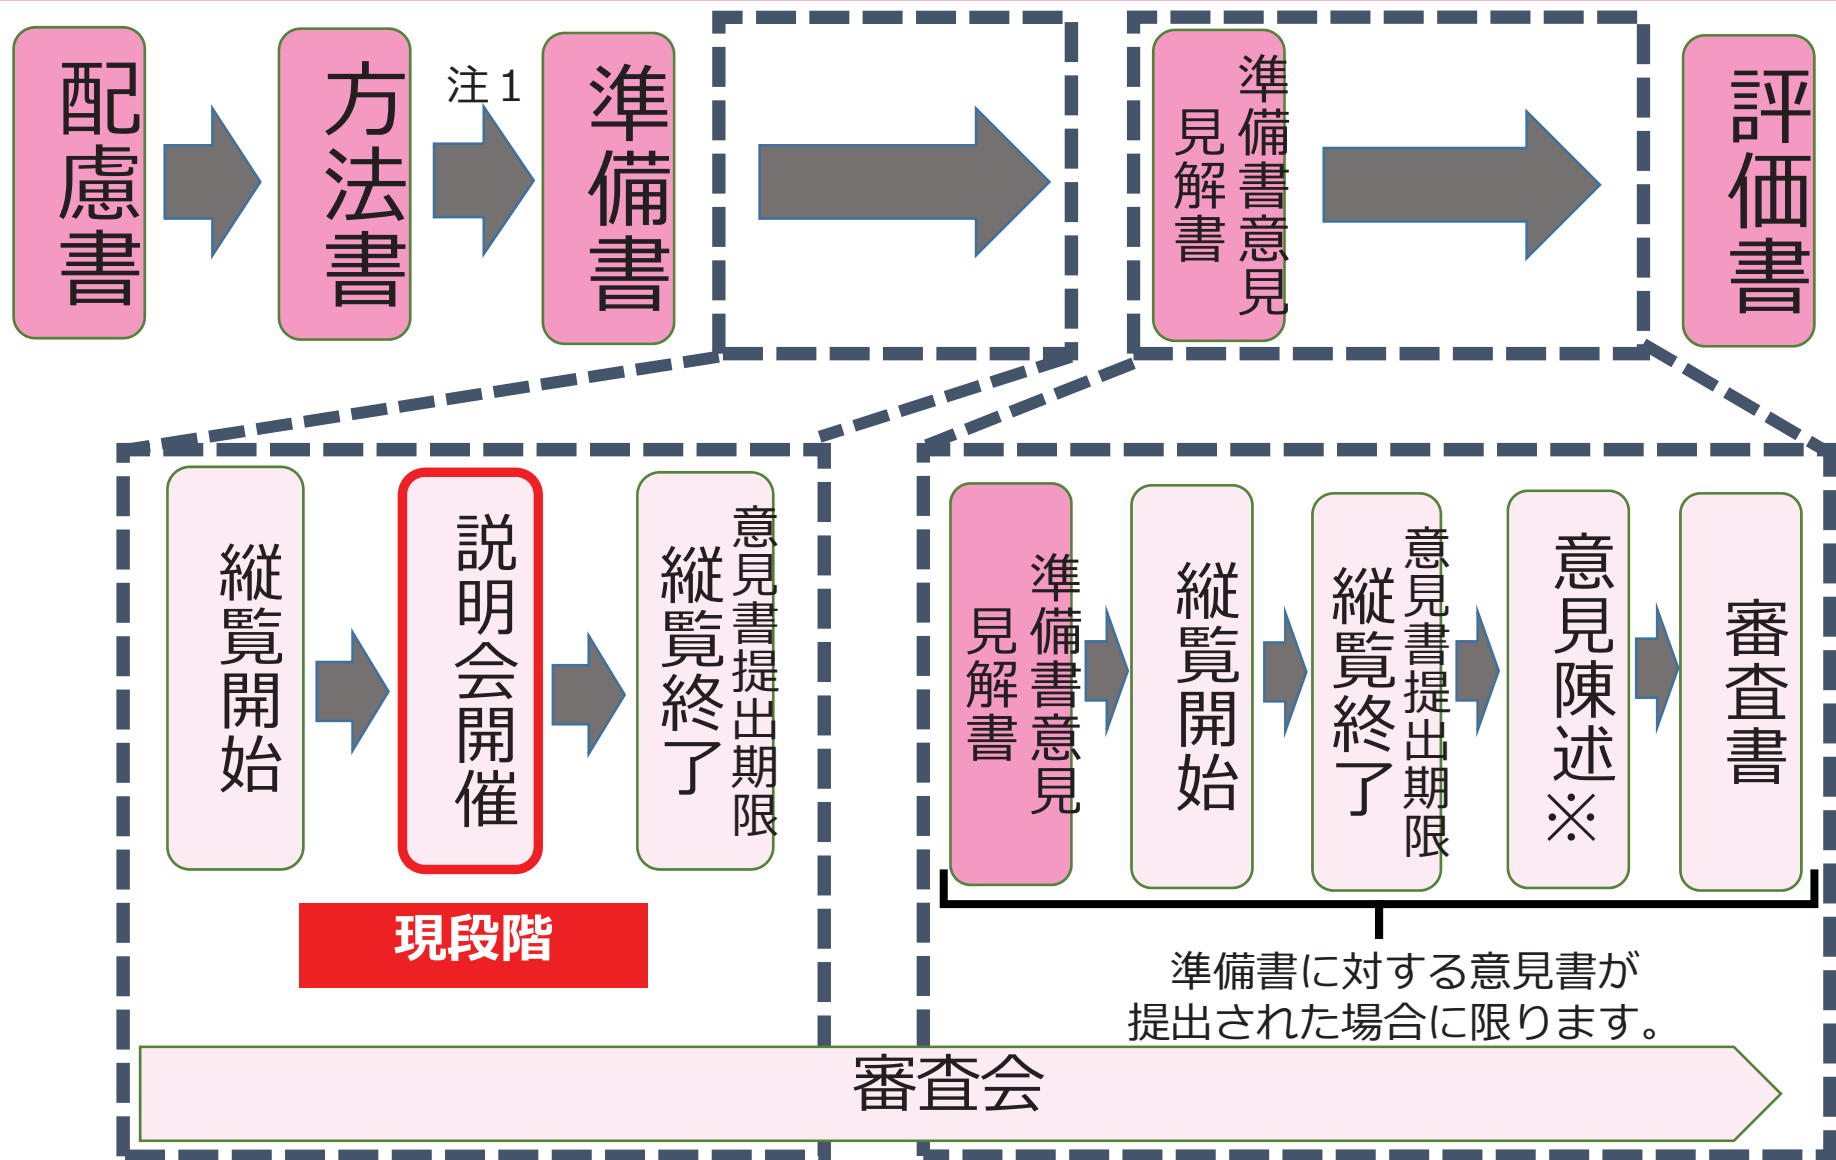 配慮書
方法書
注１
準備書
準備書意見
見解書
評価書
縦覧開始
説明会開催
意見書提出期限
縦覧終了
準備書意見
見解書
縦覧開始
意見書提出期限
縦覧終了
意見陳述※
審査書
現段階
準備書に対する意見書が
提出された場合に限ります。
審査会